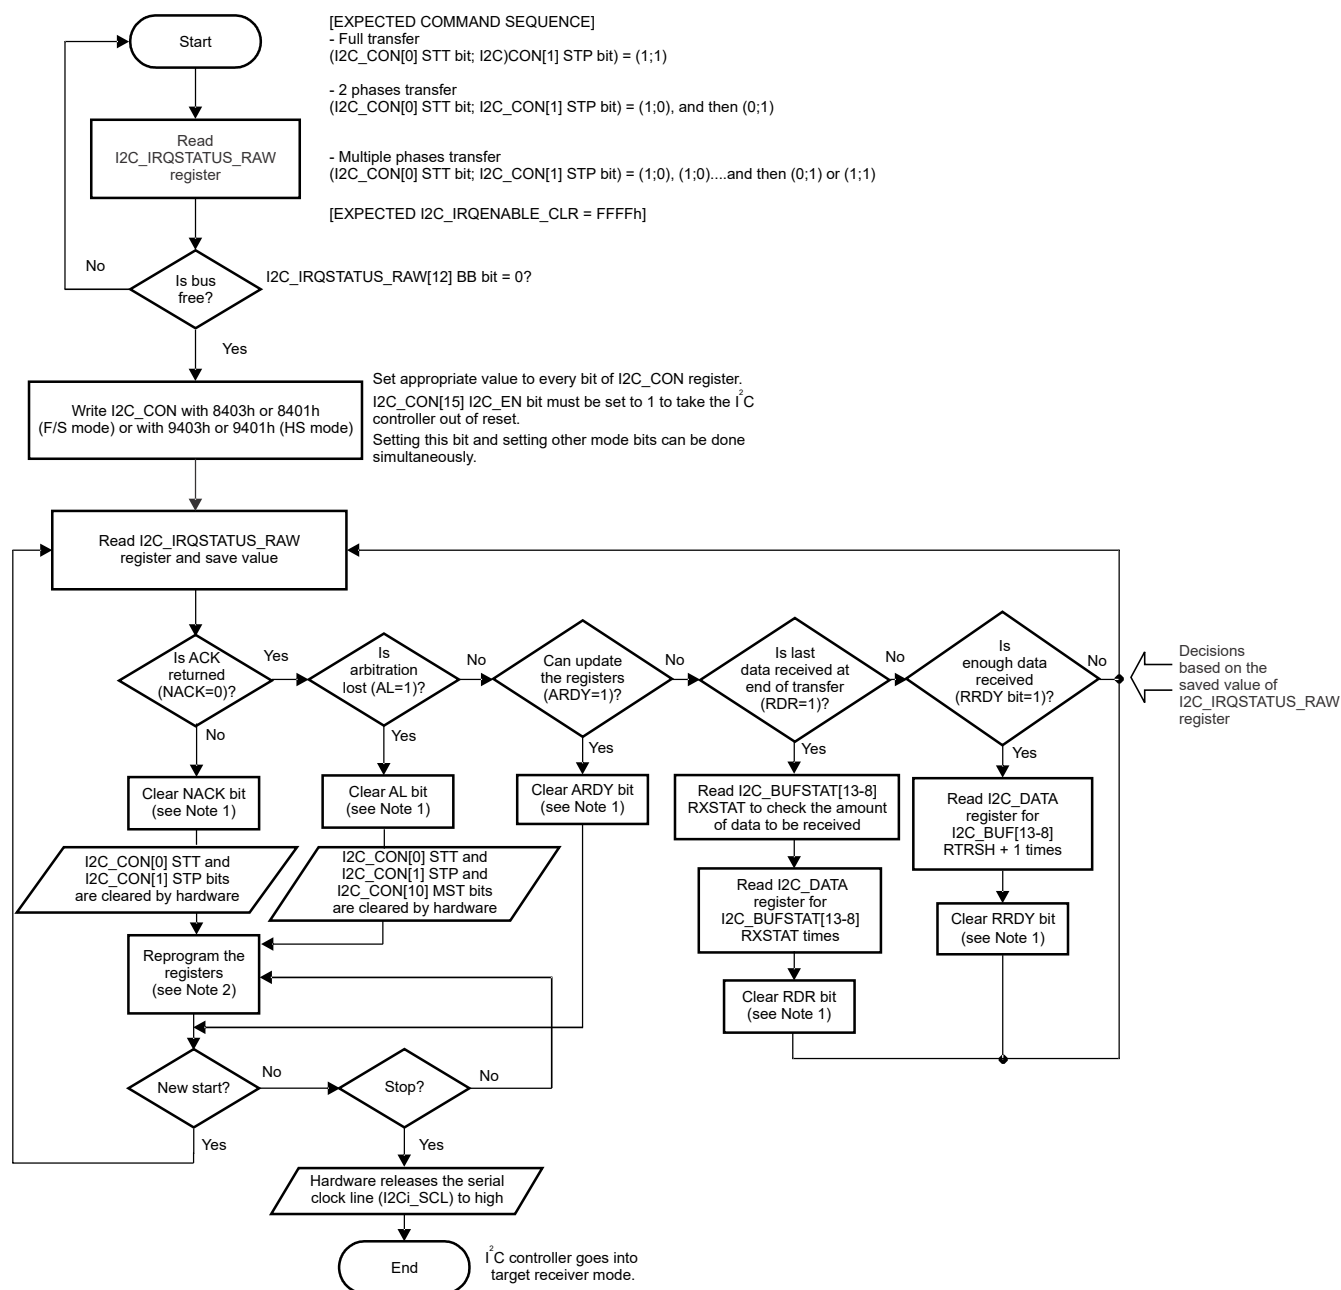 Start
[EXPECTED COMMAND SEQUENCE]
- Full transfer
(I2C_CON[0] STT bit; I2C)CON[1] STP bit) = (1;1)
- 2 phases transfer
(I2C_CON[0] STT bit; I2C_CON[1] STP bit) = (1;0), and then (0;1)
- Multiple phases transfer
(I2C_CON[0] STT bit; I2C_CON[1] STP bit) = (1;0), (1;0)....and then (0;1) or (1;1)
[EXPECTED I2C_IRQENABLE_CLR = FFFFh]
Read
I2C_IRQSTATUS_RAW
register
No
Is bus
free?
I2C_IRQSTATUS_RAW[12] BB bit = 0?
Yes
Write I2C_CON with 8403h or 8401h
(F/S mode) or with 9403h or 9401h (HS mode)
Set appropriate value to every bit of I2C_CON register.
I2C_CON[15] I2C_EN bit must be set to 1 to take the I²C
controller out of reset.
Setting this bit and setting other mode bits can be done
simultaneously.
Read I2C_IRQSTATUS_RAW
register and save value
Is ACK
returned
(NACK=0)?
Yes
No
Is
arbitration
lost (AL=1)?
No
Yes
Can update
the registers
(ARDY=1)?
No
Yes
Is last
data received at
end of transfer
(RDR=1)?
No
Yes
Is
enough data
received
(RRDY bit=1)?
No
Yes
Decisions
based on the
saved value of
I2C_IRQSTATUS_RAW
register
Clear NACK bit
(see Note 1)
Clear AL bit
(see Note 1)
Clear ARDY bit
(see Note 1)
Read I2C_BUFSTAT[13-8]
RXSTAT to check the amount
of data to be received
Read I2C_DATA
register for
I2C_BUF[13-8]
RTRSH + 1 times
I2C_CON[0] STT and
I2C_CON[1] STP bits
are cleared by hardware
I2C_CON[0] STT and
I2C_CON[1] STP and
I2C_CON[10] MST bits
are cleared by hardware
Read I2C_DATA
register for
I2C_BUFSTAT[13-8]
RXSTAT times
Clear RRDY bit
(see Note 1)
Reprogram the
registers
(see Note 2)
Clear RDR bit
(see Note 1)
New start?
No
Yes
Stop?
No
Yes
Hardware releases the serial
clock line (I2Ci_SCL) to high
End
I²C controller goes into
target receiver mode.